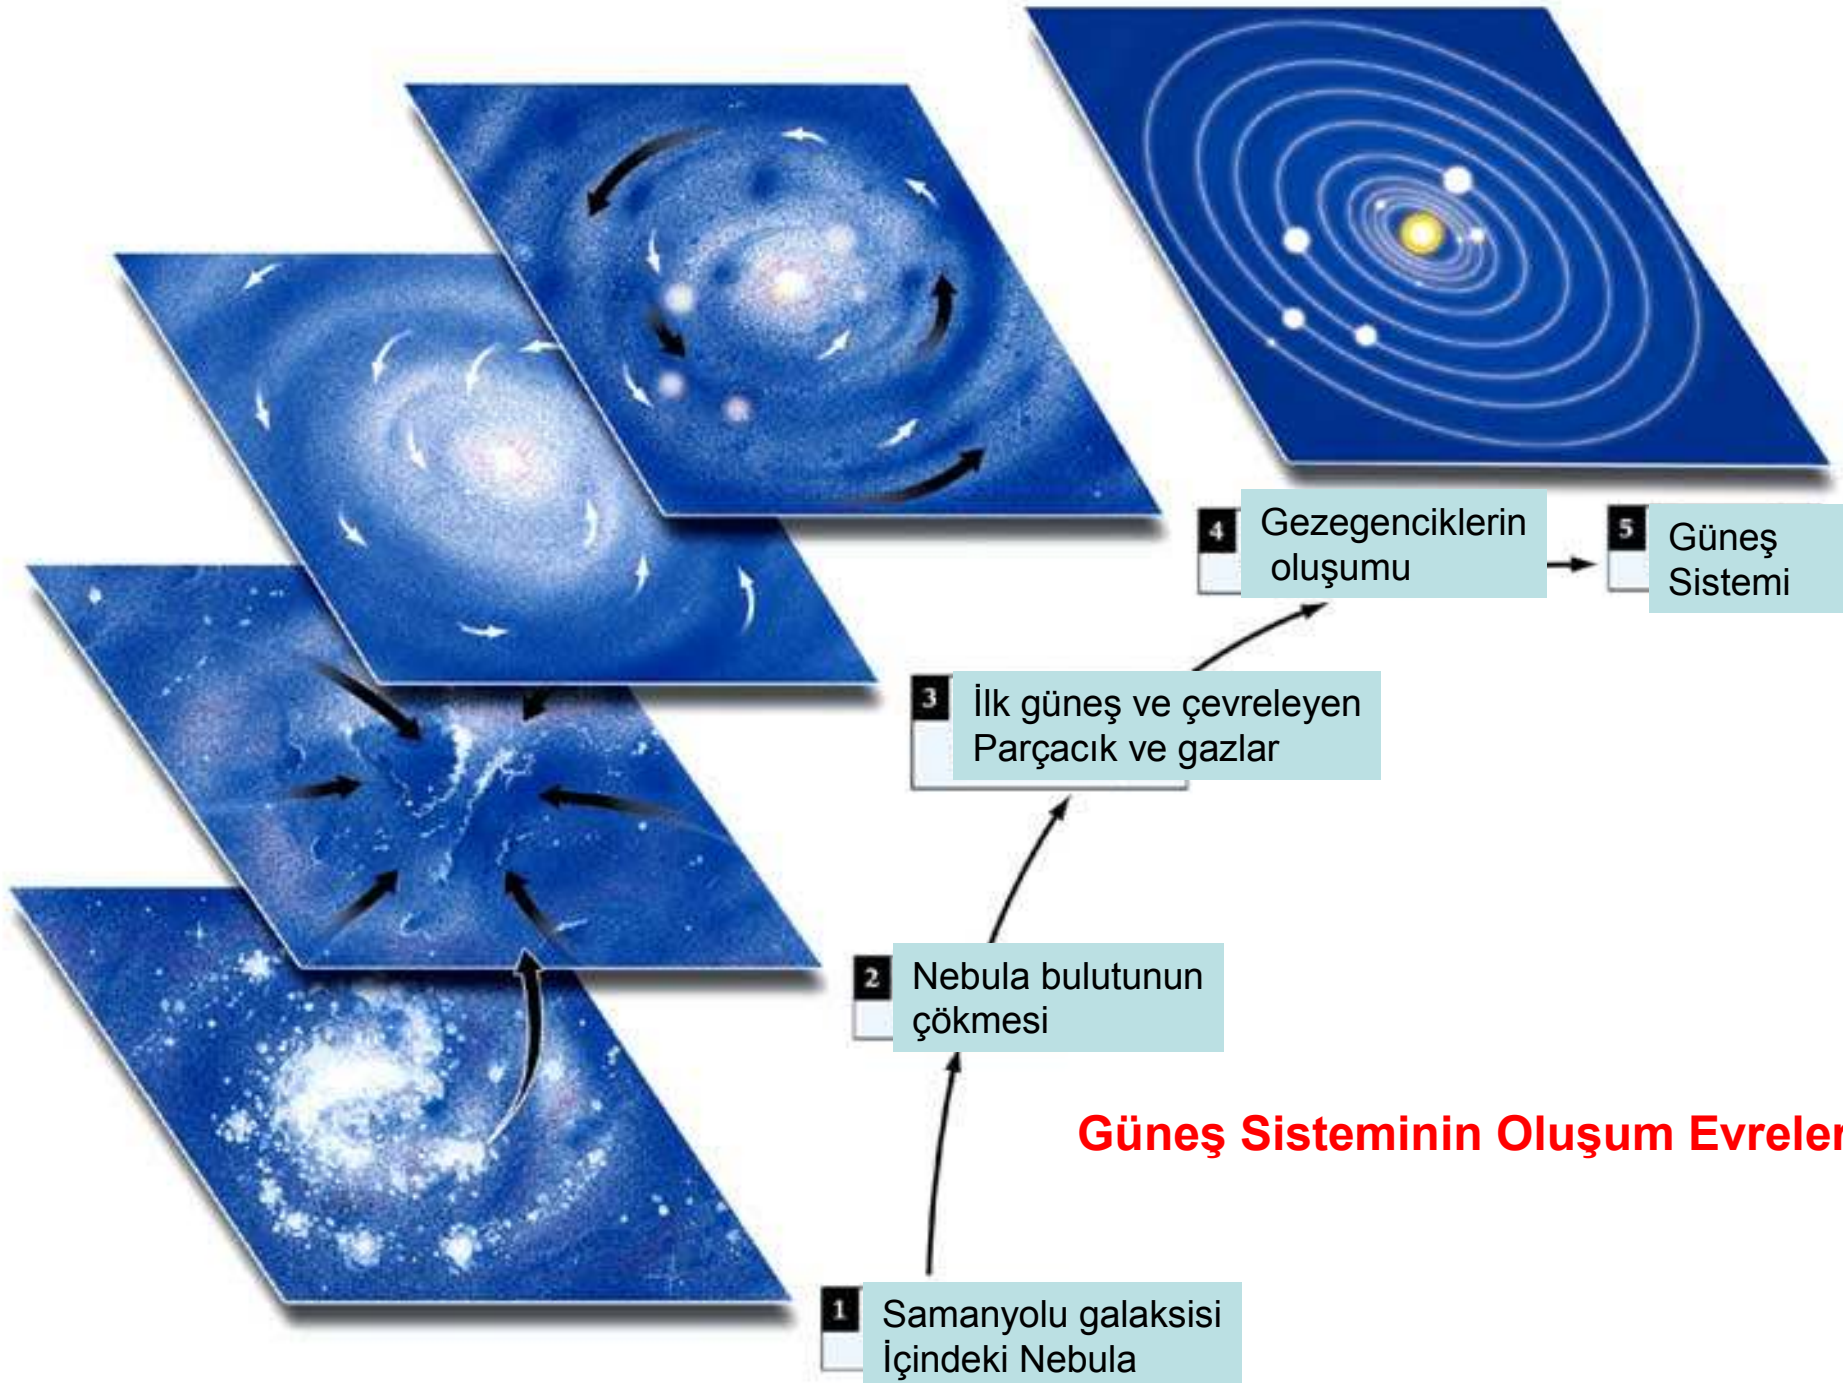 4 Gezegenciklerin
oluşumu
5 Güneş
Sistemi
3 İlk güneş ve çevreleyen
Parçacık ve gazlar
2 Nebula bulutunun
çökmesi
Güneş Sisteminin Oluşum Evreler
1 Samanyolu galaksisi
İçindeki Nebula